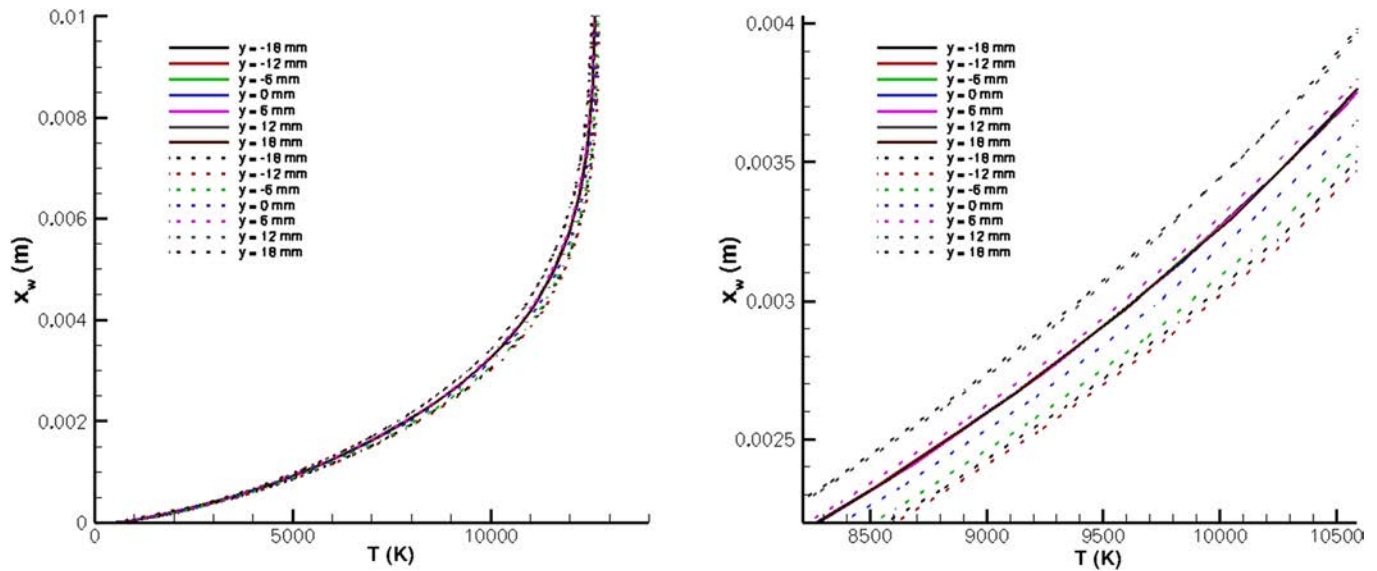 0.01
0.008
0.006
0.004
0.002
0
X_w (m)
y = -18 mm
y = -12 mm
y = -6 mm
y = 0 mm
y = 6 mm
y = 12 mm
y = 18 mm
y = -18 mm
y = -12 mm
y = -6 mm
y = 0 mm
y = 6 mm
y = 12 mm
y = 18 mm
0 5000 10000
T (K)
0.004
0.0035
0.003
0.0025
X_w (m)
y = -18 mm
y = -12 mm
y = -6 mm
y = 0 mm
y = 6 mm
y = 12 mm
y = 18 mm
y = -18 mm
y = -12 mm
y = -6 mm
y = 0 mm
y = 6 mm
y = 12 mm
y = 18 mm
8500 9000 9500 10000 10500
T (K)